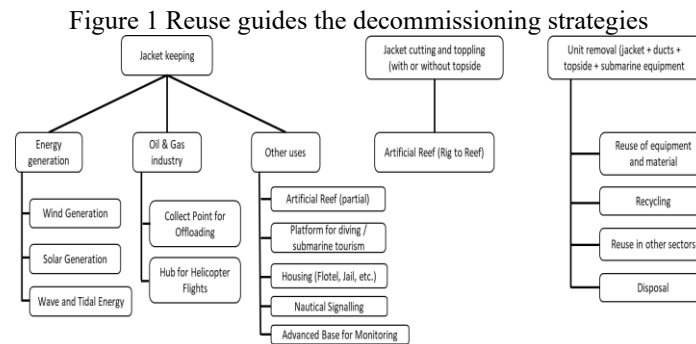 Figure 1 Reuse guides the decommissioning strategies
Jacket keeping
Jacket cutting and toppling
(with or without topside
Unit removal (jacket + ducts +
topside + submarine equipment
Energy
generation
Oil & Gas
industry
Other uses
Artificial Reef (Rig to Reef)
Reuse of equipment
and material
Wind Generation
Solar Generation
Wave and Tidal Energy
Collect Point for
Offloading
Hub for Helicopter
Flights
Artificial Reef (partial)
Platform for diving /
submarine tourism
Housing (Flotel, Jail, etc.)
Nautical Signalling
Advanced Base for Monitoring
Recycling
Reuse in other sectors
Disposal